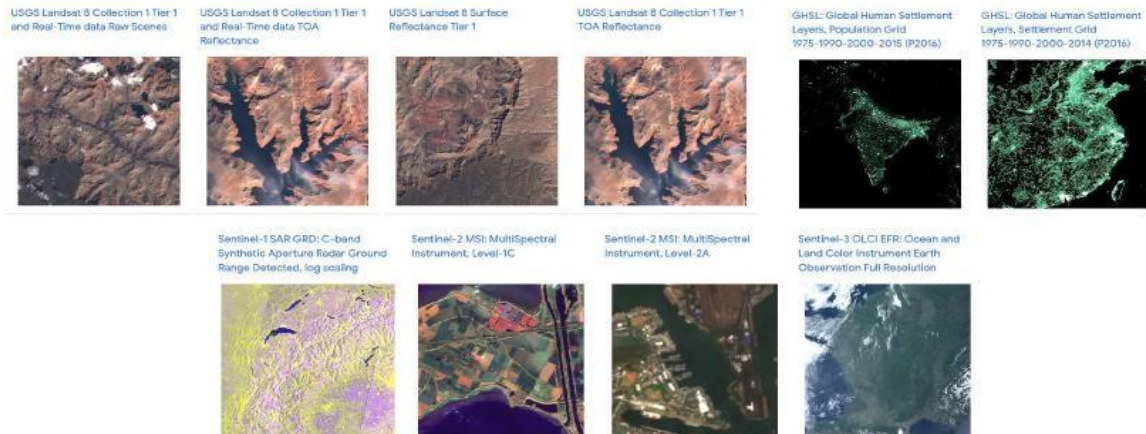 USGS Landsat 8 Collection 1 Tier 1
and Real-Time data Raw Scenes
USGS Landsat 8 Collection 1 Tier 1
and Real-Time data TOA
Reflectance
USGS Landsat 8 Surface
Reflectance Tier 1
USGS Landsat 8 Collection 1 Tier 1
TOA Reflectance
GHSL: Global Human Settlement
Layers, Population Grid
1975-1990-2000-2015 (P2016)
GHSL: Global Human Settlement
Layers, Settlement Grid
1975-1990-2000-2014 (P2016)
Sentinel-1 SAR GRD: C-band
Synthetic Aperture Radar Ground
Range Detected, log scaling
Sentinel-2 MSI: MultiSpectral
Instrument, Level-1C
Sentinel-2 MSI: MultiSpectral
Instrument, Level-2A
Sentinel-3 OLCI EFR: Ocean and
Land Color Instrument Earth
Observation Full Resolution